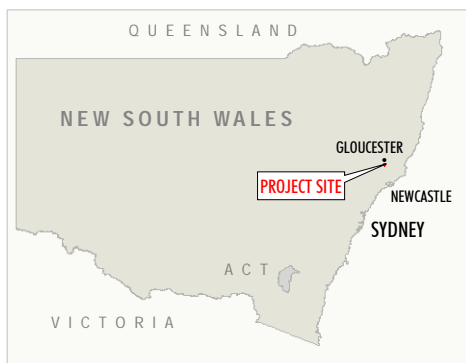 QUEENSLAND
NEW SOUTH WALES
GLOUCESTER
PROJECT SITE
NEWCASTLE
SYDNEY
ACT
VICTORIA